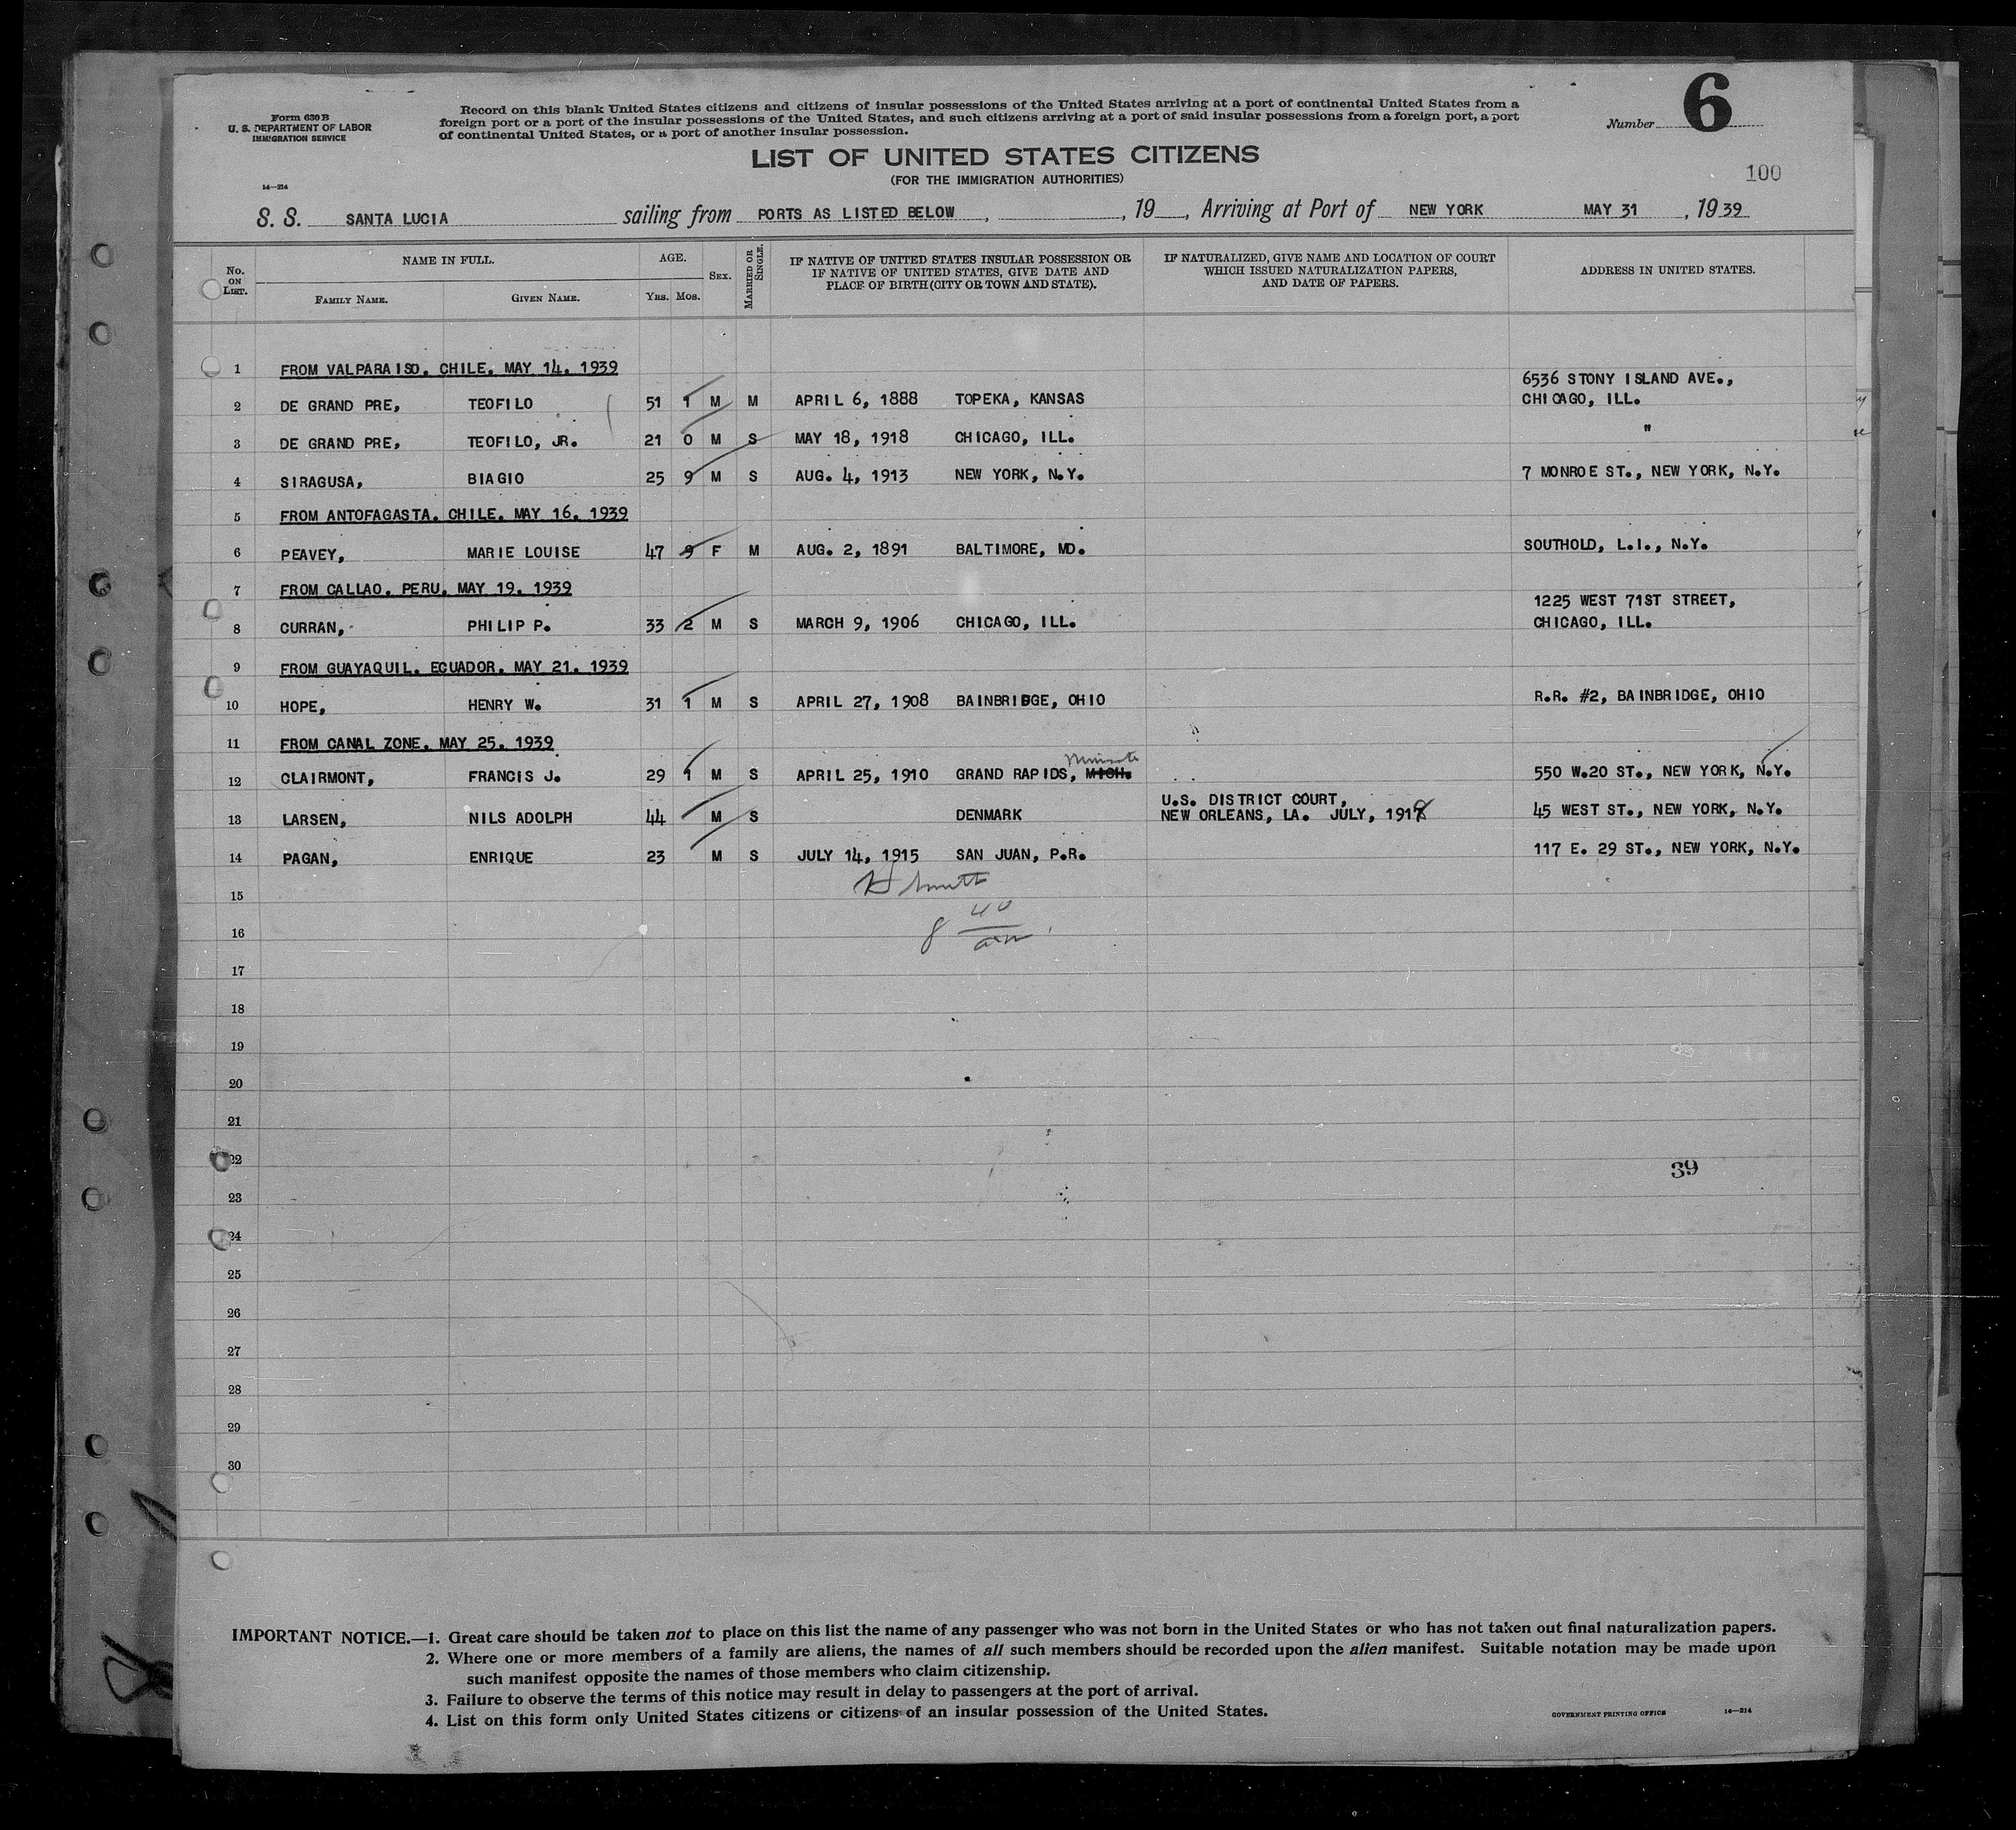 Form 630 B
U. S. DEPARTMENT OF LABOR
IMMIGRATION SERVICE
14—214
Record on this blank United States citizens and citizens of insular possessions of the United States arriving at a port of continental United States from a
foreign port or a port of the insular possessions of the United States, and such citizens arriving at a port of said insular possessions from a foreign port, a port
of continental United States, or a port of another insular possession.
Number 6
LIST OF UNITED STATES CITIZENS
(FOR THE IMMIGRATION AUTHORITIES)
100
S. S. SANTA LUCIA sailing from PORTS AS LISTED BELOW , , 19 , Arriving at Port of NEW YORK MAY 31 , 19 39
No. ON LIST. NAME IN FULL. FAMILY NAME. GIVEN NAME. AGE. YRS. MOS. SEX. MARRIED OR SINGLE. IF NATIVE OF UNITED STATES INSULAR POSSESSION OR IF NATIVE OF UNITED STATES, GIVE DATE AND PLACE OF BIRTH (CITY OR TOWN AND STATE). IF NATURALIZED, GIVE NAME AND LOCATION OF COURT WHICH ISSUED NATURALIZATION PAPERS, AND DATE OF PAPERS. ADDRESS IN UNITED STATES.
1 FROM VALPARAISO, CHILE, MAY 14, 1939
2 DE GRAND PRE, TEOFILO 51 1 M M APRIL 6, 1888 TOPEKA, KANSAS 6536 STONY ISLAND AVE., CHICAGO, ILL.
3 DE GRAND PRE, TEOFILO, JR. 21 0 M S MAY 18, 1918 CHICAGO, ILL. "
4 SIRAGUSA, BIAGIO 25 9 M S AUG. 4, 1913 NEW YORK, N.Y. 7 MONROE ST., NEW YORK, N.Y.
5 FROM ANTOFAGASTA, CHILE, MAY 16, 1939
6 PEAVEY, MARIE LOUISE 47 9 F M AUG. 2, 1891 BALTIMORE, MD. SOUTHOLD, L.I., N.Y.
7 FROM CALLAO, PERU, MAY 19, 1939
8 CURRAN, PHILIP P. 33 2 M S MARCH 9, 1906 CHICAGO, ILL. 1225 WEST 71ST STREET, CHICAGO, ILL.
9 FROM GUAYAQUIL, ECUADOR, MAY 21, 1939
10 HOPE, HENRY W. 31 1 M S APRIL 27, 1908 BAINBRIDGE, OHIO R.R. #2, BAINBRIDGE, OHIO
11 FROM CANAL ZONE, MAY 25, 1939
12 CLAIRMONT, FRANCIS J. 29 1 M S APRIL 25, 1910 GRAND RAPIDS, MICH. 550 W.20 ST., NEW YORK, N.Y.
13 LARSEN, NILS ADOLPH 44 M S DENMARK U.S. DISTRICT COURT, NEW ORLEANS, LA. JULY, 1918 45 WEST ST., NEW YORK, N.Y.
14 PAGAN, ENRIQUE 23 M S JULY 14, 1915 SAN JUAN, P.R. 117 E. 29 ST., NEW YORK, N.Y.
15
16 8 40
17
18
19
20
21
22 39
23
24
25
26
27
28
29
30
IMPORTANT NOTICE.—1. Great care should be taken not to place on this list the name of any passenger who was not born in the United States or who has not taken out final naturalization papers.
2. Where one or more members of a family are aliens, the names of all such members should be recorded upon the alien manifest. Suitable notation may be made upon
such manifest opposite the names of those members who claim citizenship.
3. Failure to observe the terms of this notice may result in delay to passengers at the port of arrival.
4. List on this form only United States citizens or citizens of an insular possession of the United States.
GOVERNMENT PRINTING OFFICE 14—214